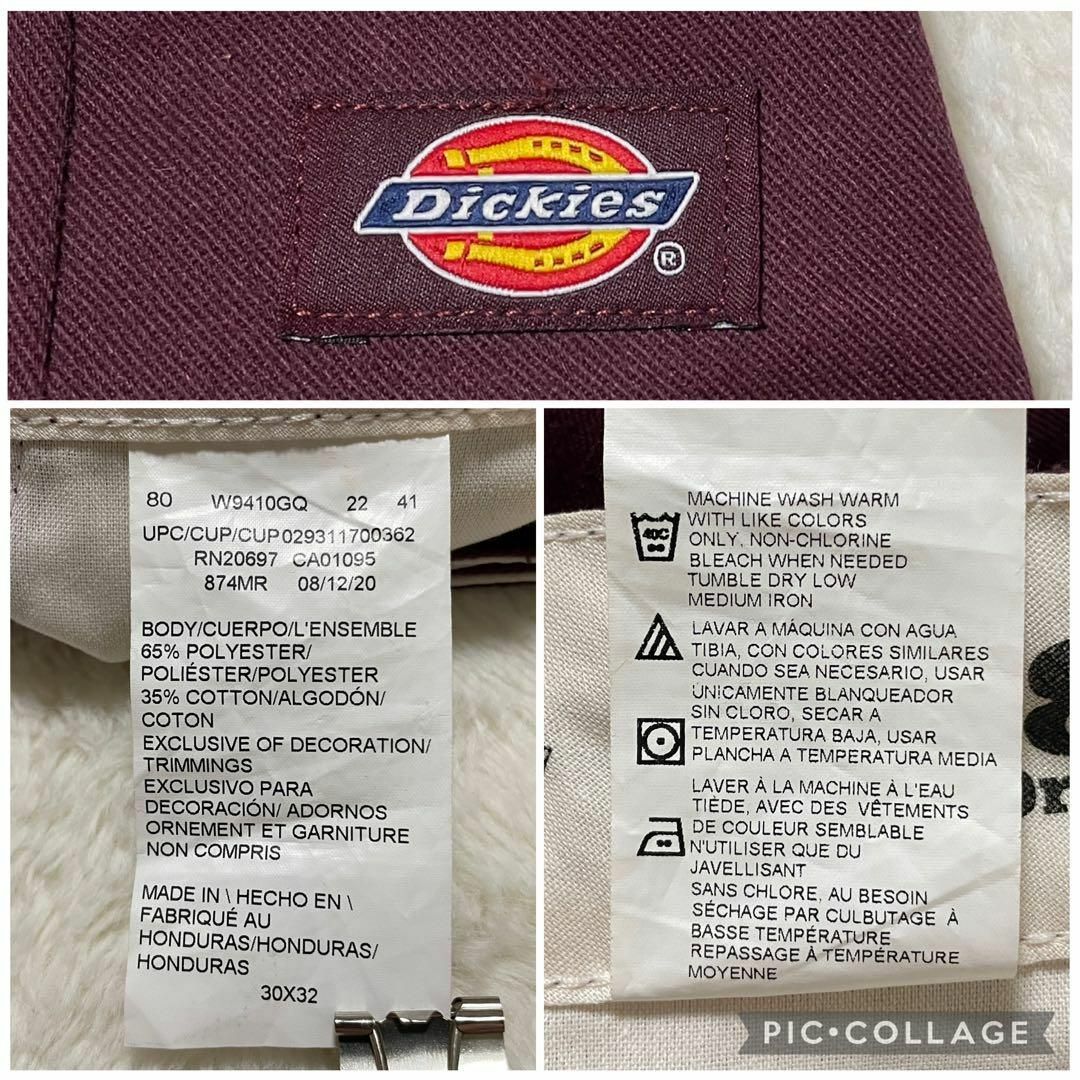 Dickies
®
80 W9410GQ 22 41
UPC/CUP/CUP029311700362
RN20697 CA01095
874MR 08/12/20
BODY/CUERPO/L'ENSEMBLE
65% POLYESTER/
POLIÉSTER/POLYESTER
35% COTTON/ALGODÓN/
COTON
EXCLUSIVE OF DECORATION/
TRIMMINGS
EXCLUSIVO PARA
DECORACIÓN/ ADORNOS
ORNEMENT ET GARNITURE
NON COMPRIS
MADE IN \ HECHO EN \
FABRIQUÉ AU
HONDURAS/HONDURAS/
HONDURAS
30X32
40C
MACHINE WASH WARM
WITH LIKE COLORS
ONLY, NON-CHLORINE
BLEACH WHEN NEEDED
TUMBLE DRY LOW
MEDIUM IRON
LAVAR A MÁQUINA CON AGUA
TIBIA, CON COLORES SIMILARES
CUANDO SEA NECESARIO, USAR
ÚNICAMENTE BLANQUEADOR
SIN CLORO, SECAR A
TEMPERATURA BAJA, USAR
PLANCHA A TEMPERATURA MEDIA
LAVER À LA MACHINE À L'EAU
TIÈDE, AVEC DES VÊTEMENTS
DE COULEUR SEMBLABLE
N'UTILISER QUE DU
JAVELLISANT
SANS CHLORE, AU BESOIN
SÉCHAGE PAR CULBUTAGE À
BASSE TEMPÉRATURE
REPASSAGE À TEMPÉRATURE
MOYENNE
PIC•COLLAGE